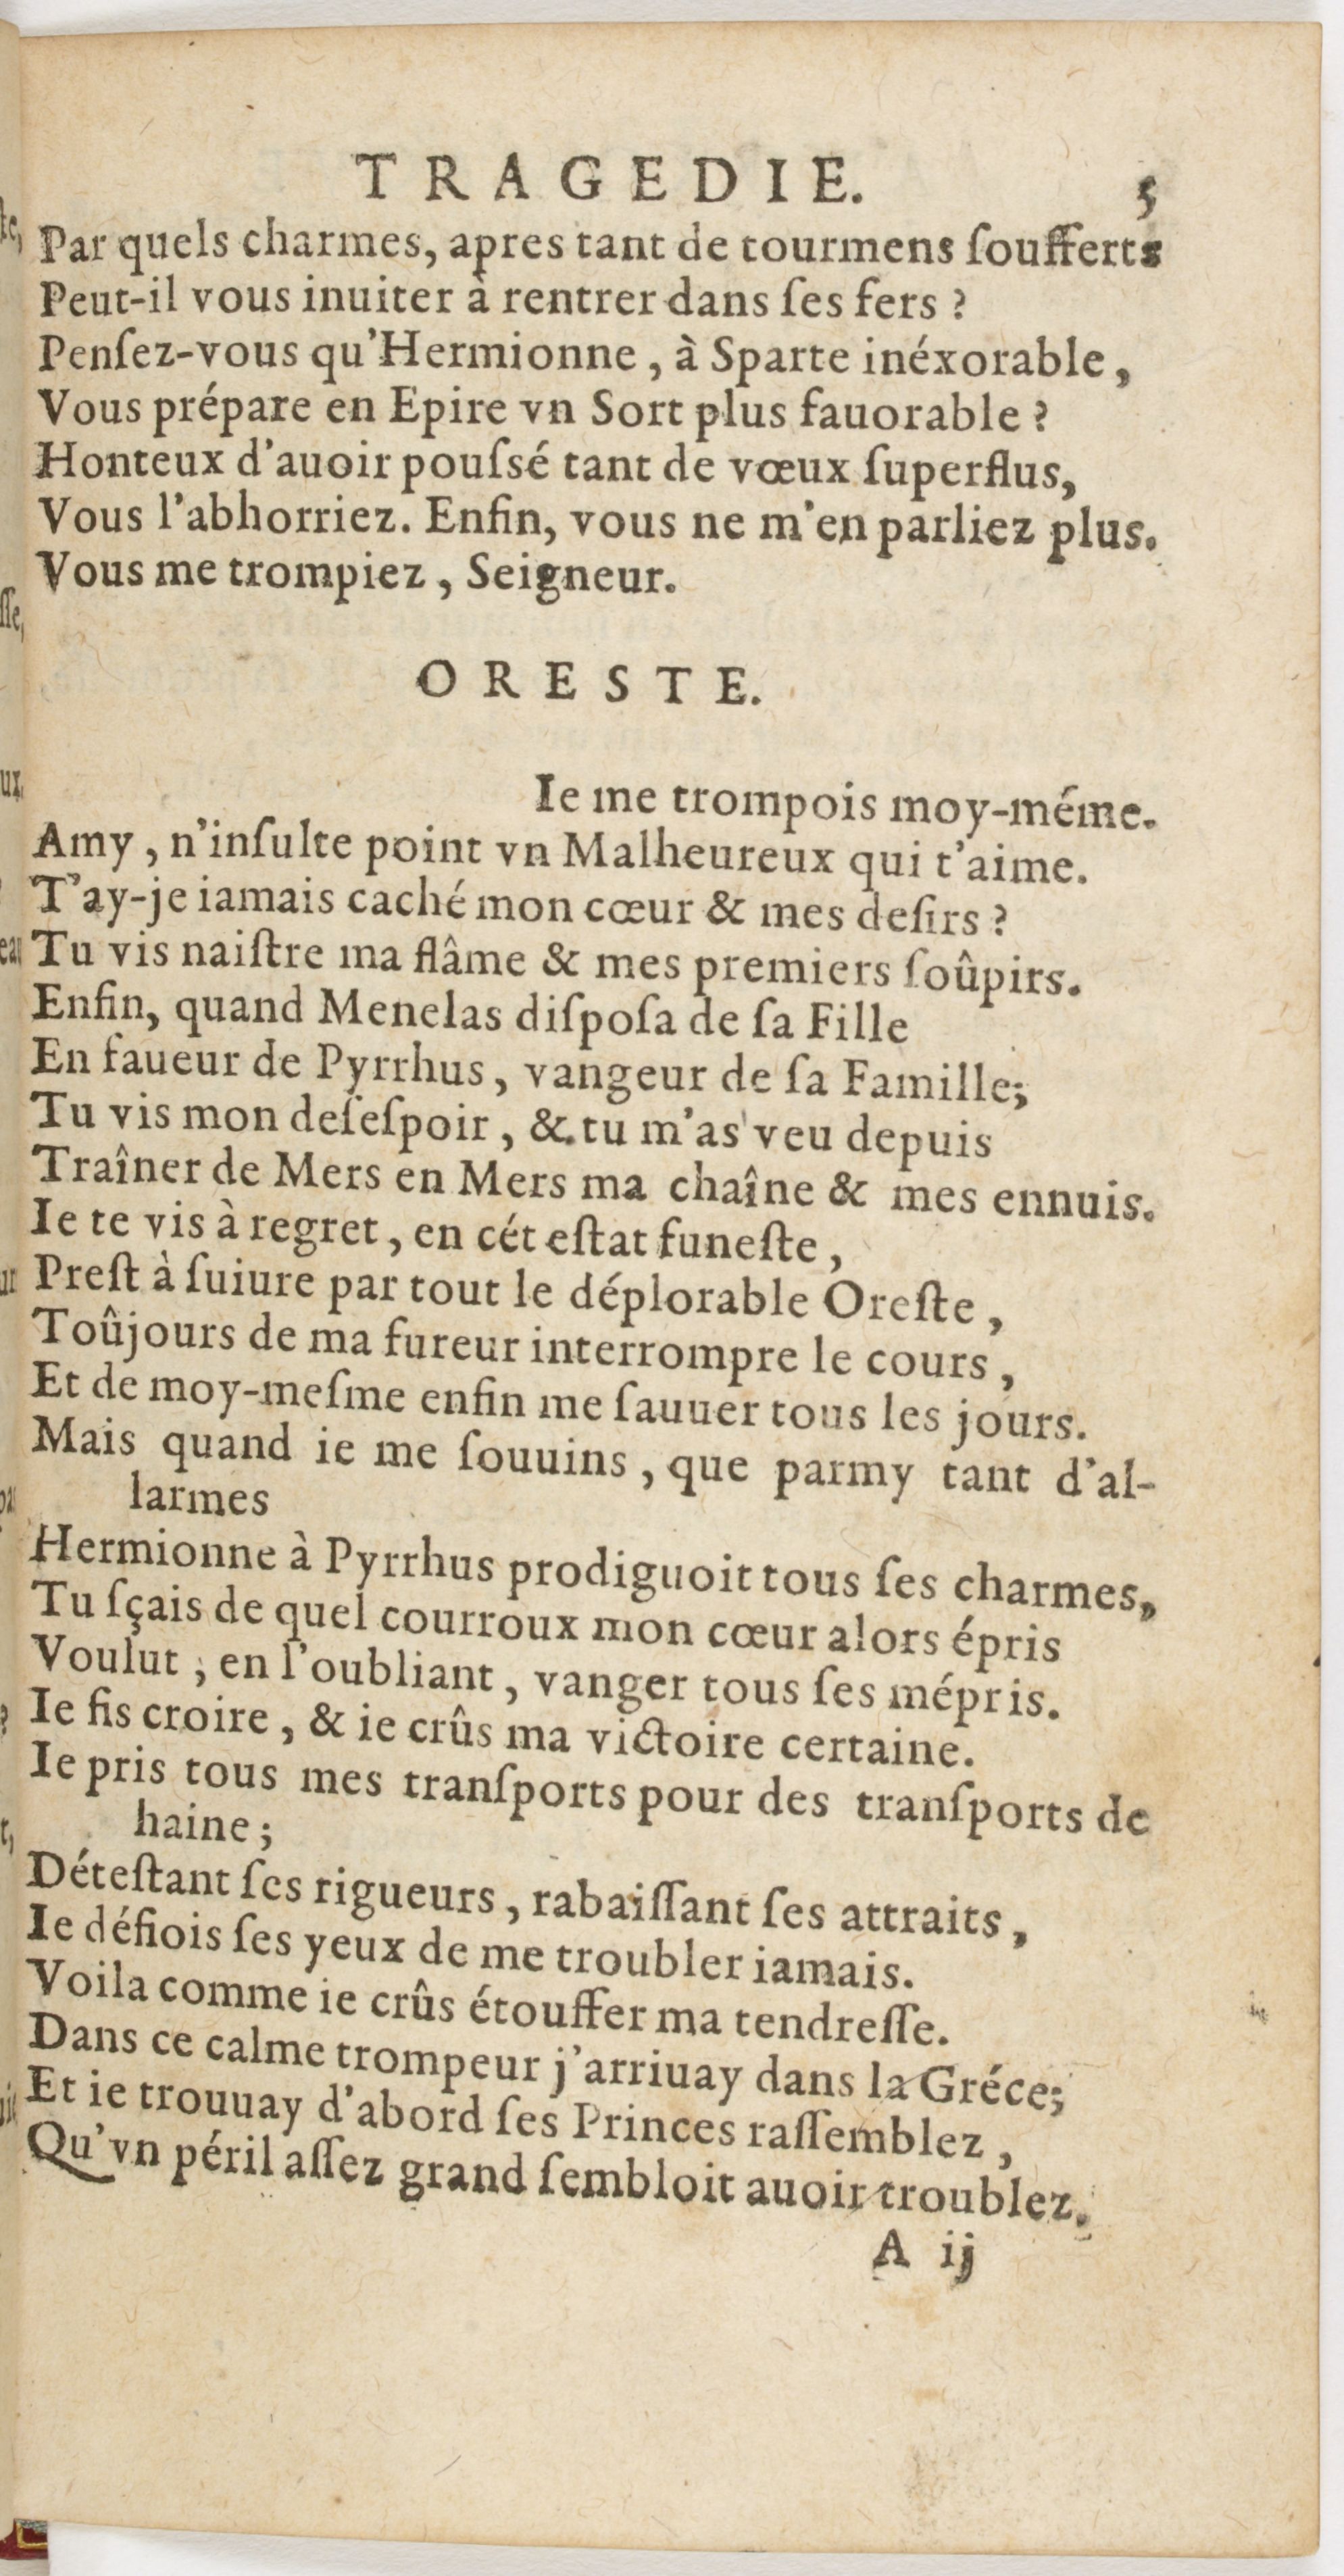 TRAGEDIE. 5
Par quels charmes, apres tant de tourmens ſoufferts
Peut-il vous inuiter à rentrer dans ſes fers ?
Penſez-vous qu'Hermionne, à Sparte inéxorable,
Vous prépare en Epire vn Sort plus fauorable ?
Honteux d'auoir pouſsé tant de vœux ſuperflus,
Vous l'abhorriez. Enfin, vous ne m'en parliez plus.
Vous me trompiez, Seigneur.
ORESTE.
Ie me trompois moy-méme.
Amy, n'inſulte point vn Malheureux qui t'aime.
T'ay-je iamais caché mon cœur & mes deſirs ?
Tu vis naiſtre ma flâme & mes premiers ſoûpirs.
Enfin, quand Menelas diſpoſa de ſa Fille
En faueur de Pyrrhus, vangeur de ſa Famille;
Tu vis mon deſeſpoir, & tu m'as veu depuis
Traîner de Mers en Mers ma chaîne & mes ennuis.
Ie te vis à regret, en cét eſtat funeſte,
Preſt à ſuiure par tout le déplorable Oreſte,
Toûjours de ma fureur interrompre le cours,
Et de moy-meſme enfin me ſauuer tous les jours.
Mais quand ie me ſouuins, que parmy tant d'al-
larmes
Hermionne à Pyrrhus prodiguoit tous ſes charmes,
Tu ſçais de quel courroux mon cœur alors épris
Voulut, en l'oubliant, vanger tous ſes mépris.
Ie fis croire, & ie crûs ma victoire certaine.
Ie pris tous mes tranſports pour des tranſports de
haine;
Déteſtant ſes rigueurs, rabaiſſant ſes attraits,
Ie défiois ſes yeux de me troubler iamais.
Voila comme ie crûs étouffer ma tendreſſe.
Dans ce calme trompeur j'arriuay dans la Gréce;
Et ie trouuay d'abord ſes Princes raſſemblez,
Qu'vn péril aſſez grand ſembloit auoir troublez.
A ij